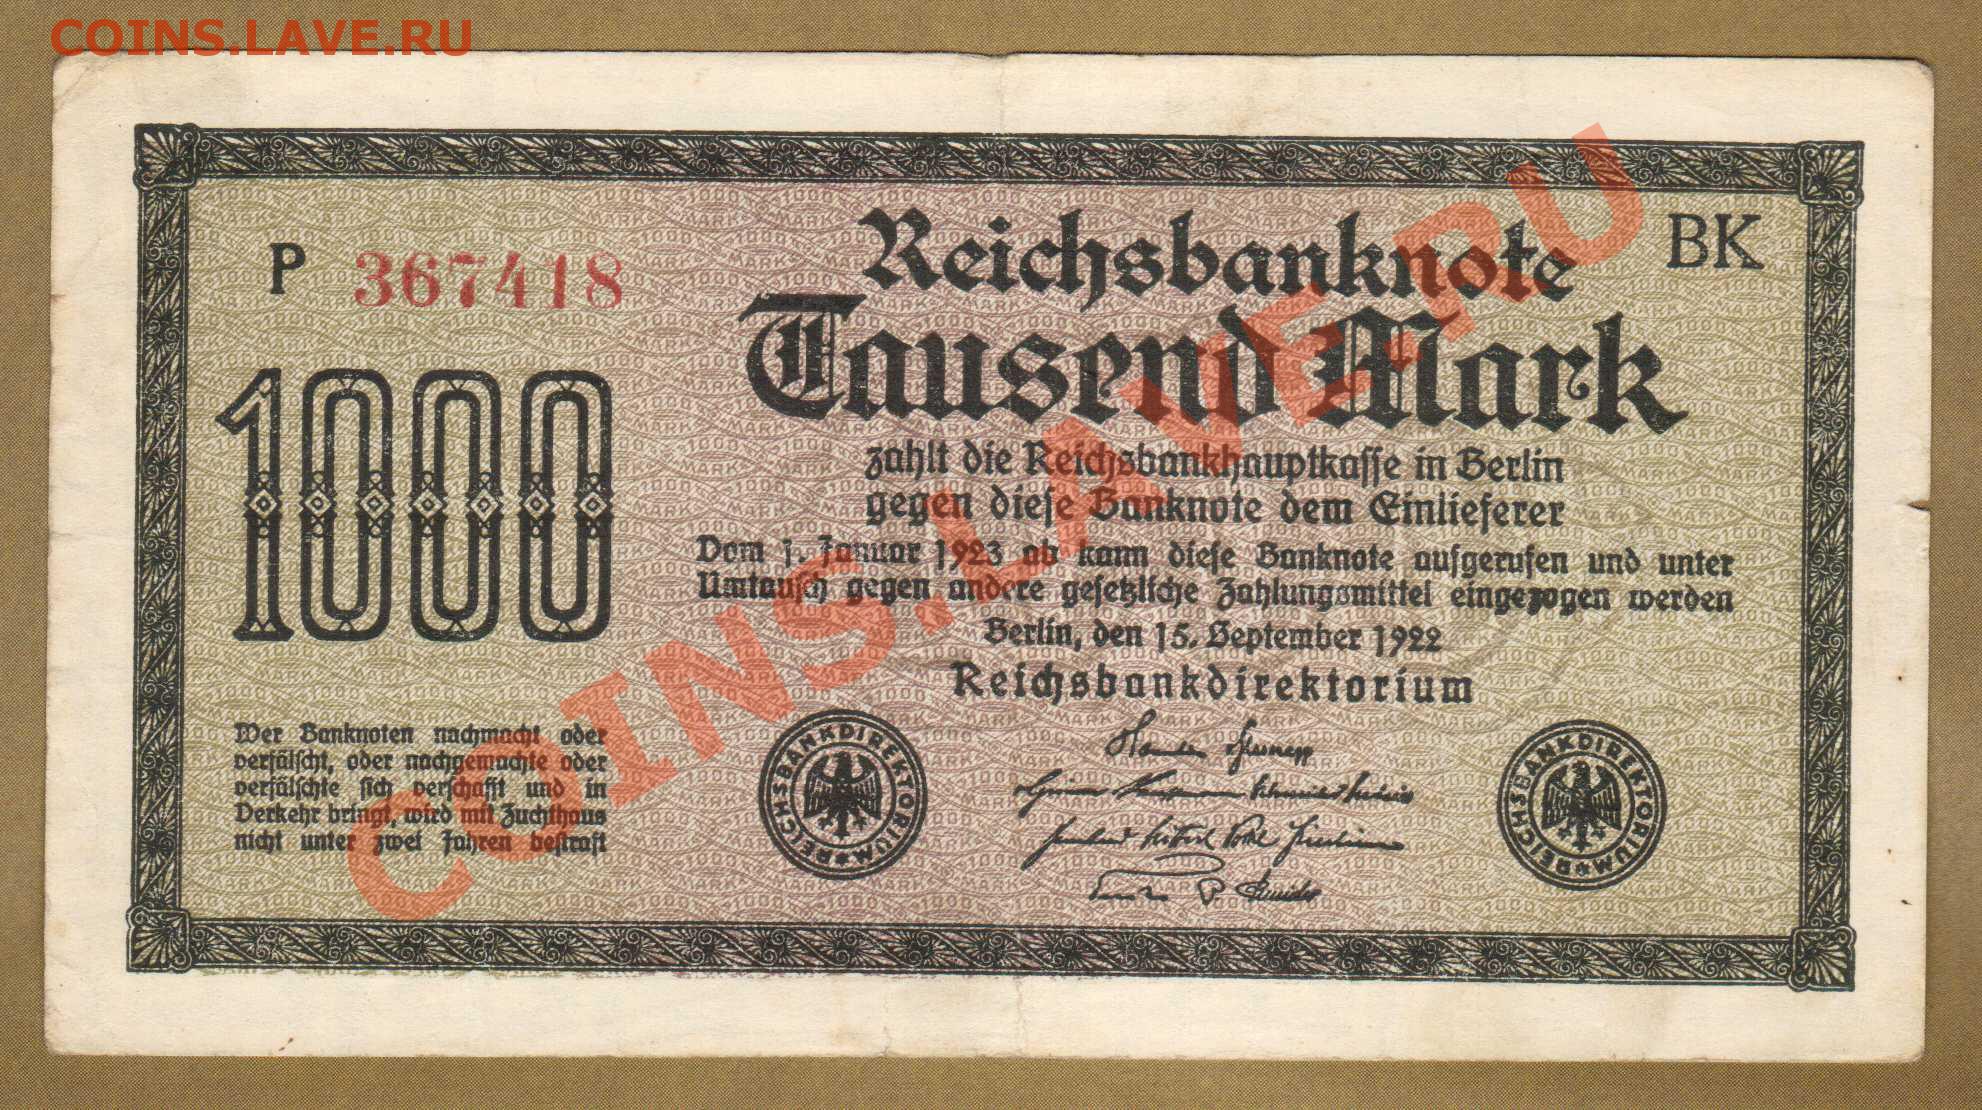 COINS.LAVE.RU
Reichsbanknote
BK
P 367418
Tausend Mark
1000
zahlt die Reichsbankhauptkasse in Berlin
gegen diese Banknote dem Einlieferer
Vom 1. Januar 1923 ab kann diese Banknote aufgerufen und unter
Umtausch gegen andere gesetzliche Zahlungsmittel eingezogen werden
Berlin, den 15. September 1922
Reichsbankdirektorium
Wer Banknoten nachmacht oder
verfälscht, oder nachgemachte oder
verfälschte sich verschafft und in
Verkehr bringt, wird mit Zuchthaus
nicht unter zwei Jahren bestraft
REICHSBANKDIREKTORIUM
REICHSBANKDIREKTORIUM
COINS.LAVE.RU